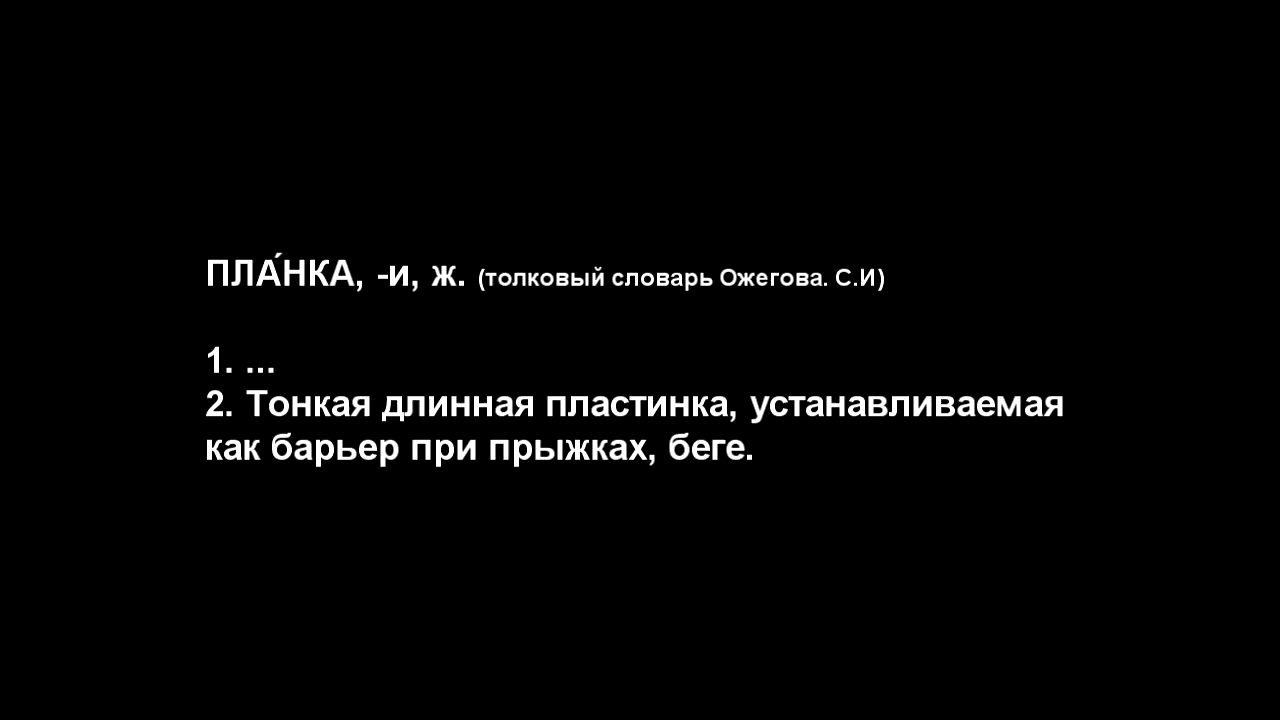 ПЛА́НКА, -и, ж. (толковый словарь Ожегова. С.И)
1. ...
2. Тонкая длинная пластинка, устанавливаемая
как барьер при прыжках, беге.